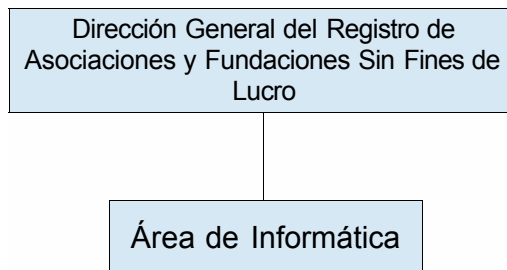 Dirección General del Registro de
Asociaciones y Fundaciones Sin Fines de
Lucro
Área de Informática